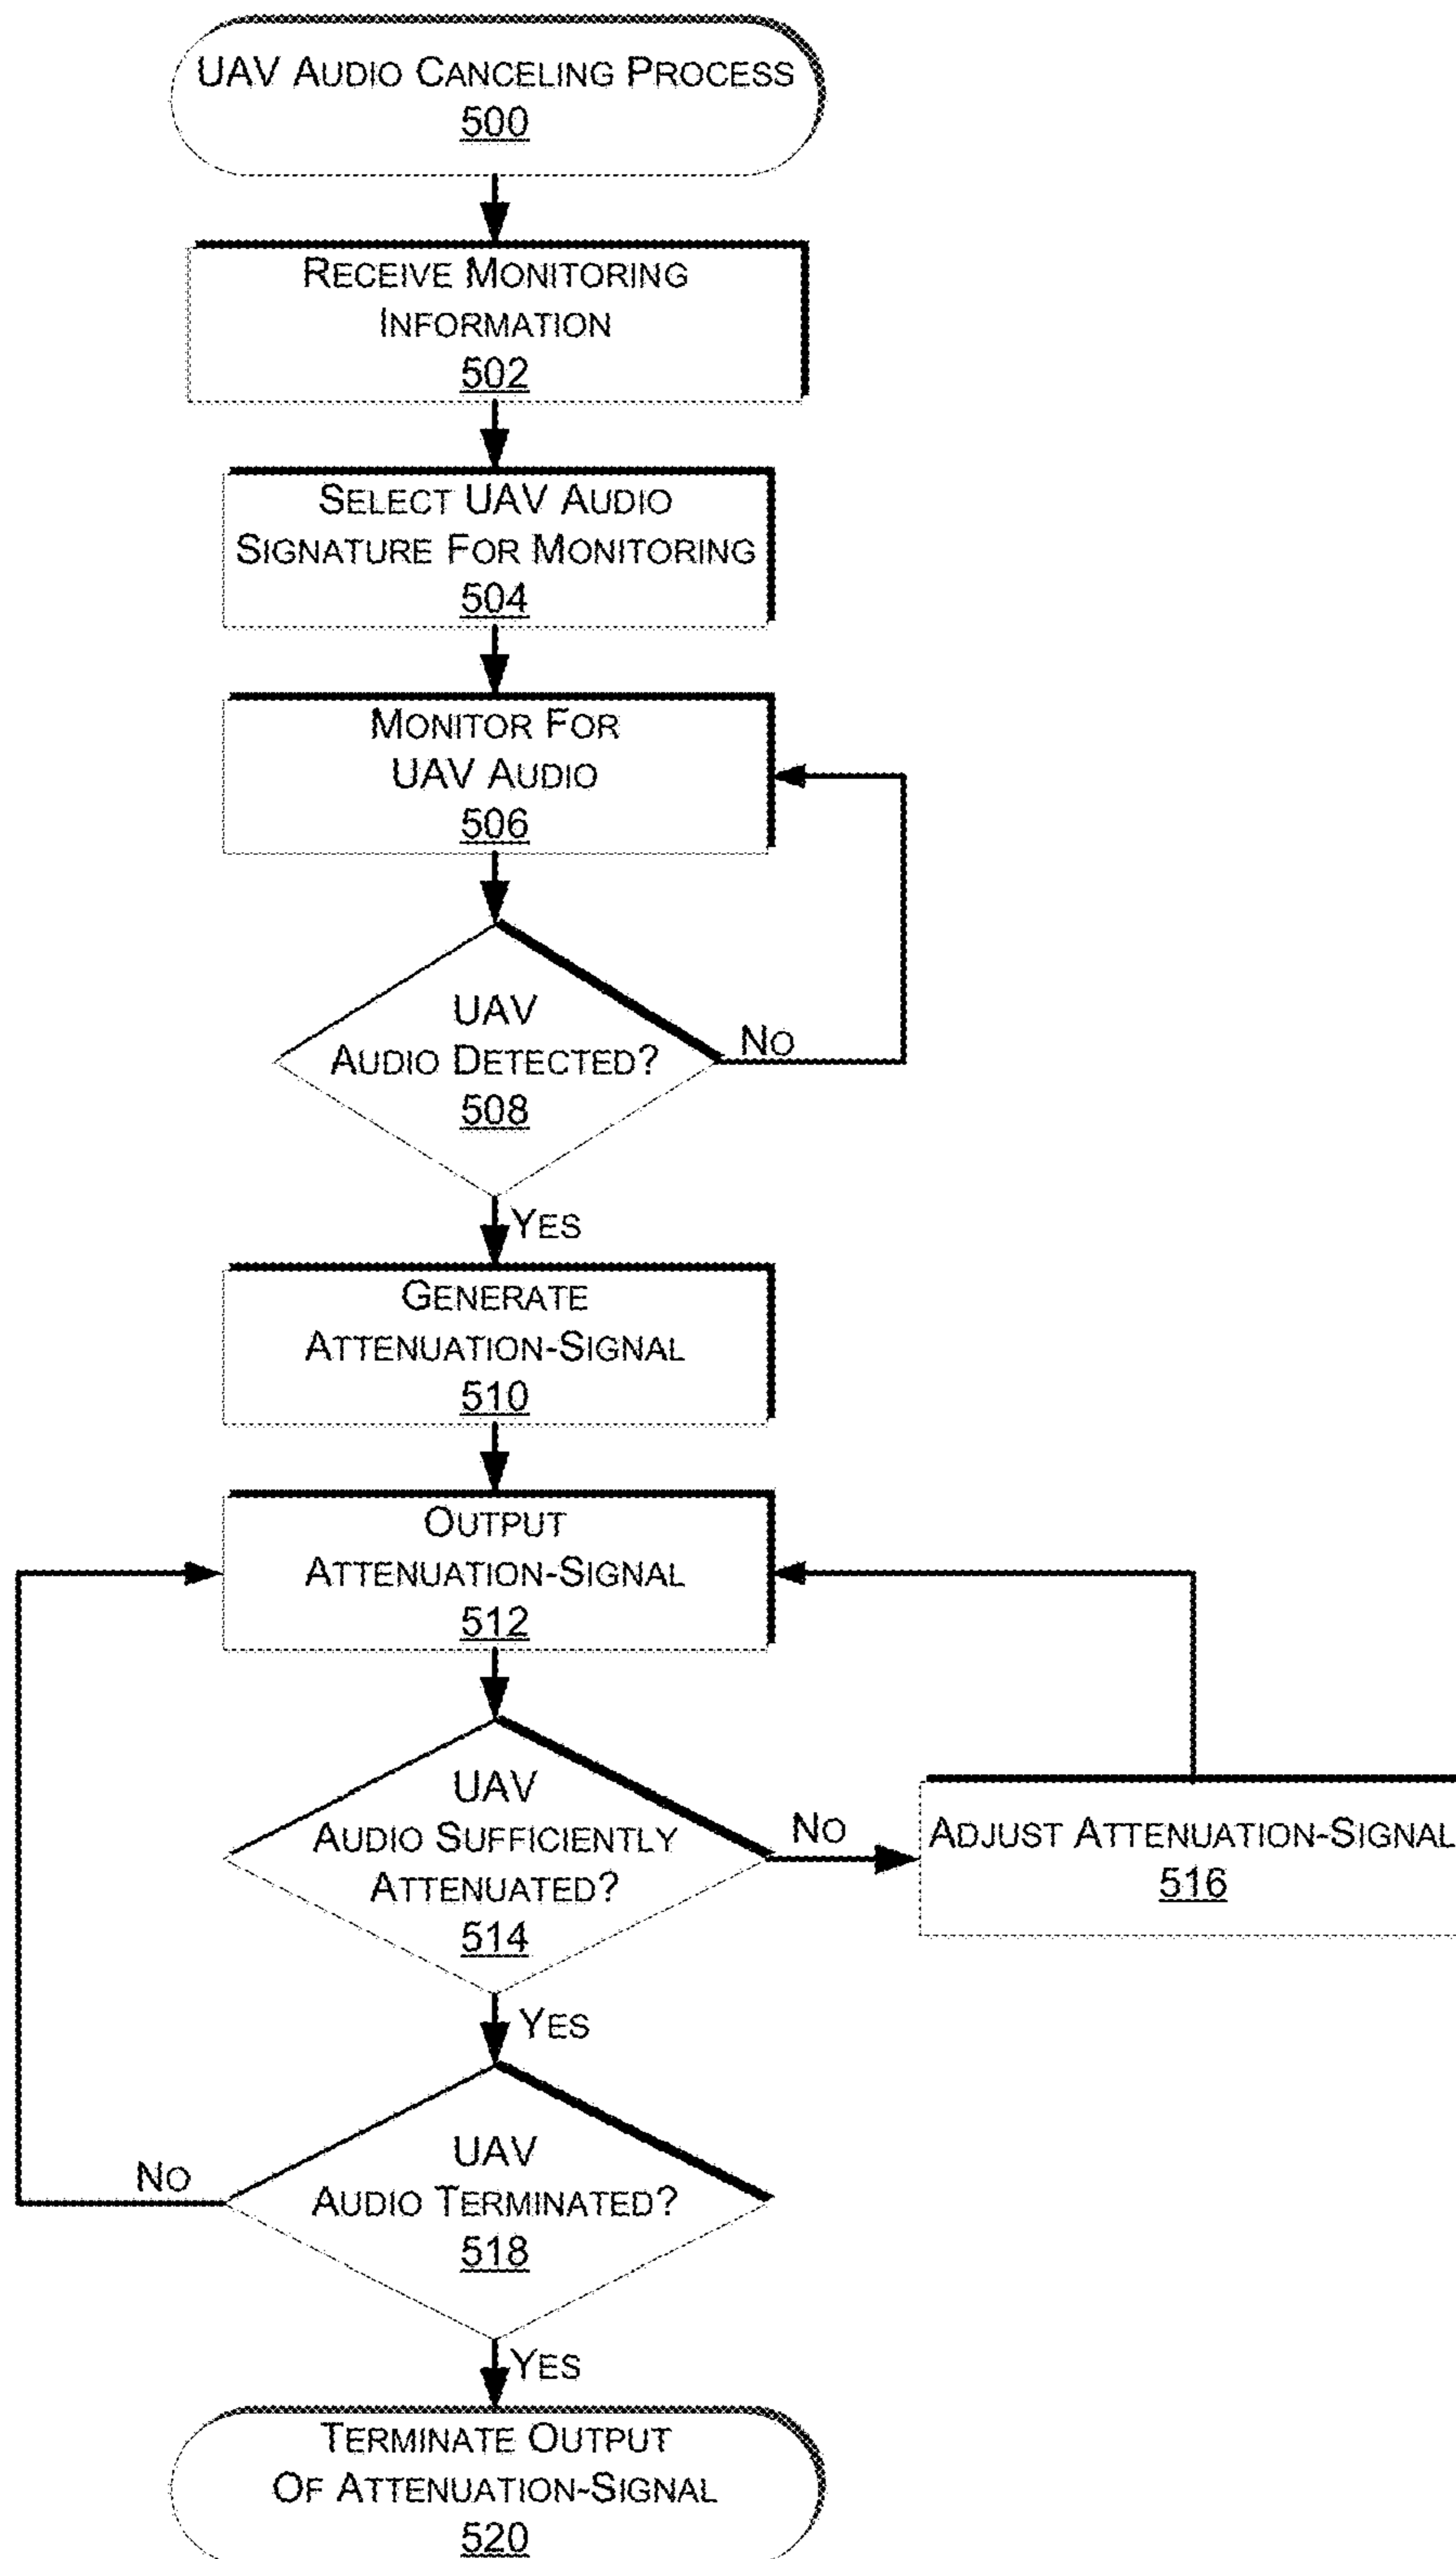 UAV AUDIO CANCELING PROCESS
500
RECEIVE MONITORING
INFORMATION
502
SELECT UAV AUDIO
SIGNATURE FOR MONITORING
504
MONITOR FOR
UAV AUDIO
506
UAV
AUDIO DETECTED?
508
NO
YES
GENERATE
ATTENUATION-SIGNAL
510
OUTPUT
ATTENUATION-SIGNAL
512
UAV
AUDIO SUFFICIENTLY
ATTENUATED?
514
NO
ADJUST ATTENUATION-SIGNAL
516
YES
UAV
AUDIO TERMINATED?
518
NO
YES
TERMINATE OUTPUT
OF ATTENUATION-SIGNAL
520